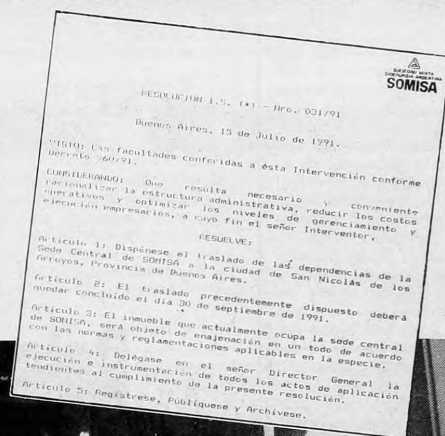 SOCIEDAD MIXTA
SIDERURGIA ARGENTINA
SOMISA
RESOLUCION I.S. (*) - Nro. 031/91
Buenos Aires, 15 de Julio de 1991.
VISTO: Las facultades conferidas a ésta Intervención conforme
Decreto 760/91.
CONSIDERANDO: Que resulta necesario y conveniente
racionalizar la estructura administrativa, reducir los costos
operativos y optimizar los niveles de gerenciamiento y
ejecución empresarios, a cuyo fin el señor Interventor,
RESUELVE:
Artículo 1: Dispónese el traslado de las dependencias de la
Sede Central de SOMISA a la ciudad de San Nicolás de los
Arroyos, Provincia de Buenos Aires.
Artículo 2: El traslado precedentemente dispuesto deberá
quedar concluido el día 30 de septiembre de 1991.
Artículo 3: El inmueble que actualmente ocupa la sede central
de SOMISA, será objeto de enajenación en un todo de acuerdo
con las normas y reglamentaciones aplicables en la especie.
Artículo 4: Delégase en el señor Director General la
ejecución e instrumentación de todos los actos de aplicación
tendientes al cumplimiento de la presente resolución.
Artículo 5: Regístrese, Públiquese y Archívese.